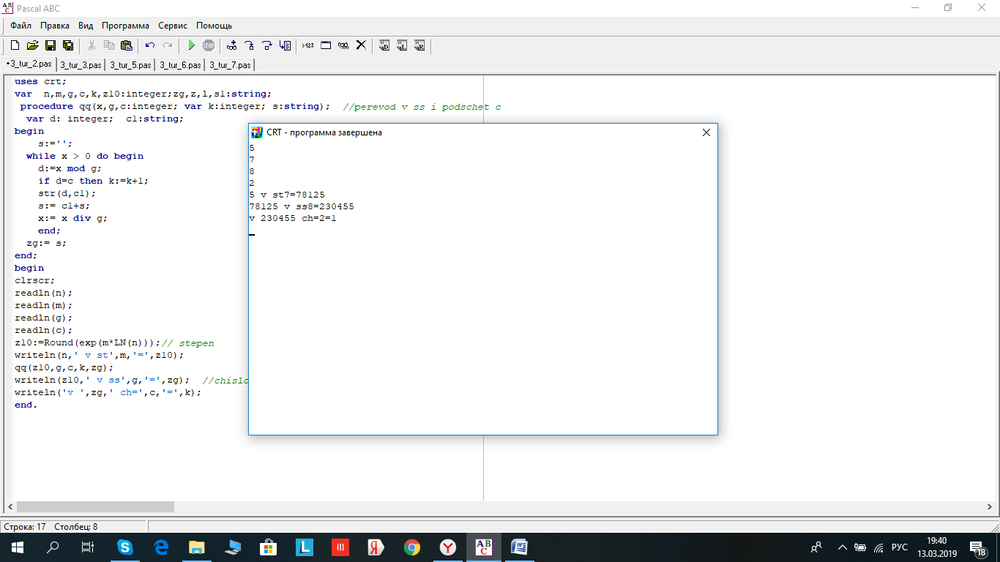 Pascal ABC
Файл Правка Вид Программа Сервис Помощь
•3_tur_2.pas 3_tur_3.pas 3_tur_5.pas 3_tur_6.pas 3_tur_7.pas
uses crt;
var n,m,g,c,k,z10:integer;zg,z,l,s1:string;
procedure qq(x,g,c:integer; var k:integer; s:string); //perevod v ss i podschet c
var d: integer; c1:string;
begin
s:='';
while x > 0 do begin
d:=x mod g;
if d=c then k:=k+1;
str(d,c1);
s:= c1+s;
x:= x div g;
end;
zg:= s;
end;
begin
clrscr;
readln(n);
readln(m);
readln(g);
readln(c);
z10:=Round(exp(m*LN(n)));// stepen
writeln(n,' v st',m,'=',z10);
qq(z10,g,c,k,zg);
writeln(z10,' v ss',g,'=',zg); //chislo
writeln('v ',zg,' ch=',c,'=',k);
end.
CRT - программа завершена
5
7
8
2
5 v st7=78125
78125 v ss8=230455
v 230455 ch=2=1
Строка: 17 Столбец: 8
РУС
19:40
13.03.2019
18